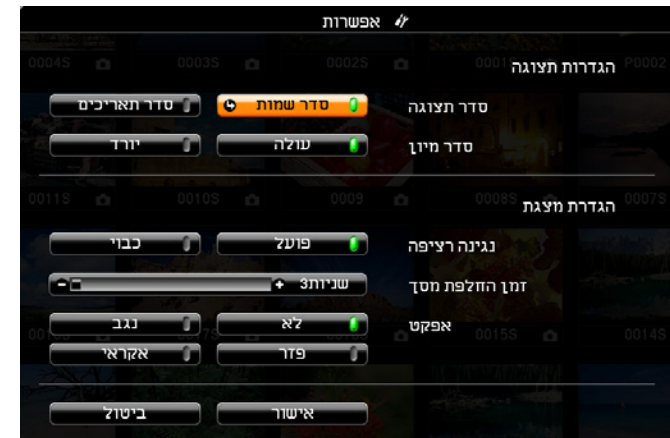 אפשרות
0004S 0003S 0002S 0001S P0002
הגדרות תצוגה
סדר תצוגה סדר שמות סדר תאריכים
סדר מיון עולה יורד
0011S 0010S 0009 0008S 0007S
הגדרת מצגת
נגינה רציפה פועל כבוי
זמן החלפת מסך שניות3
אפקט לא נגב
0015S 0014S
פזר אקראי
אישור ביטול